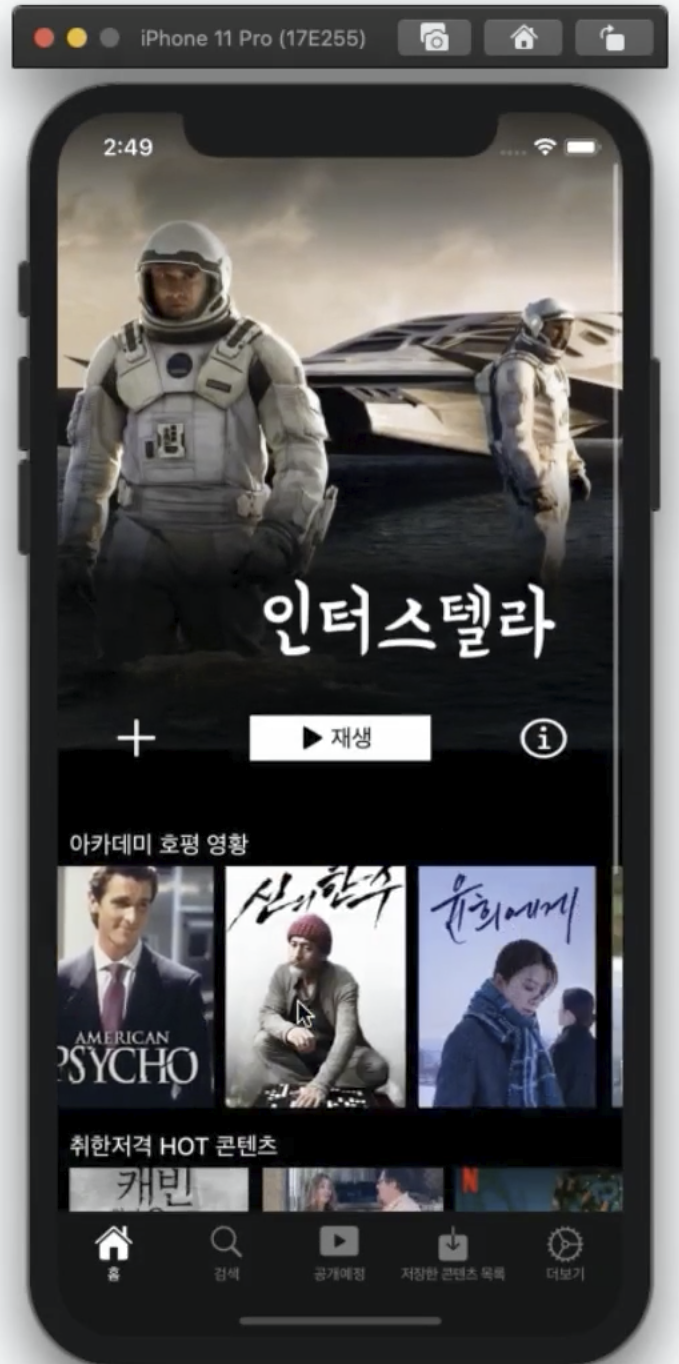 iPhone 11 Pro (17E255)
2:49
인터스텔라
재생
아카데미 호평 영황
AMERICAN
PSYCHO
신의 한 수
윤희에게
취한저격 HOT 콘텐츠
캐빈
N
홈
검색
공개예정
저장한 콘텐츠 목록
더보기